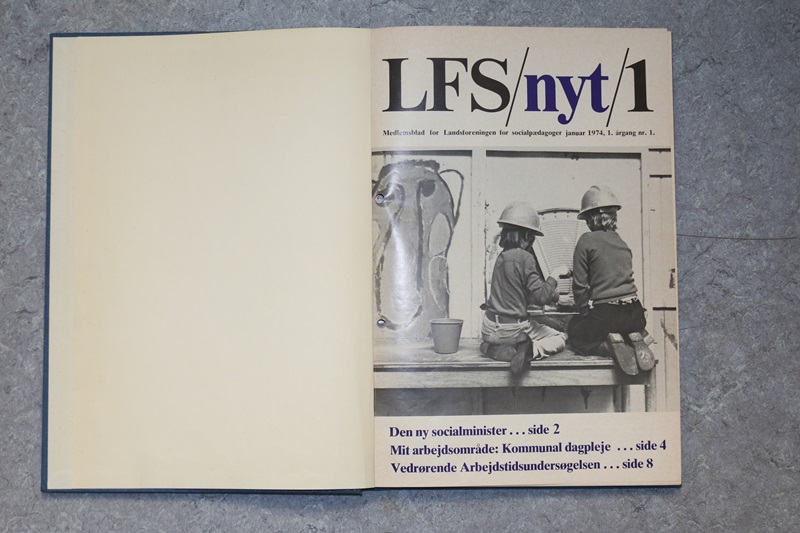 LFS/nyt/1
Medlemsblad for Landsforeningen for socialpædagoger januar 1974, 1. årgang nr. 1.
Den ny socialminister . . . side 2
Mit arbejdsområde: Kommunal dagpleje . . . side 4
Vedrørende Arbejdstidsundersøgelsen . . . side 8